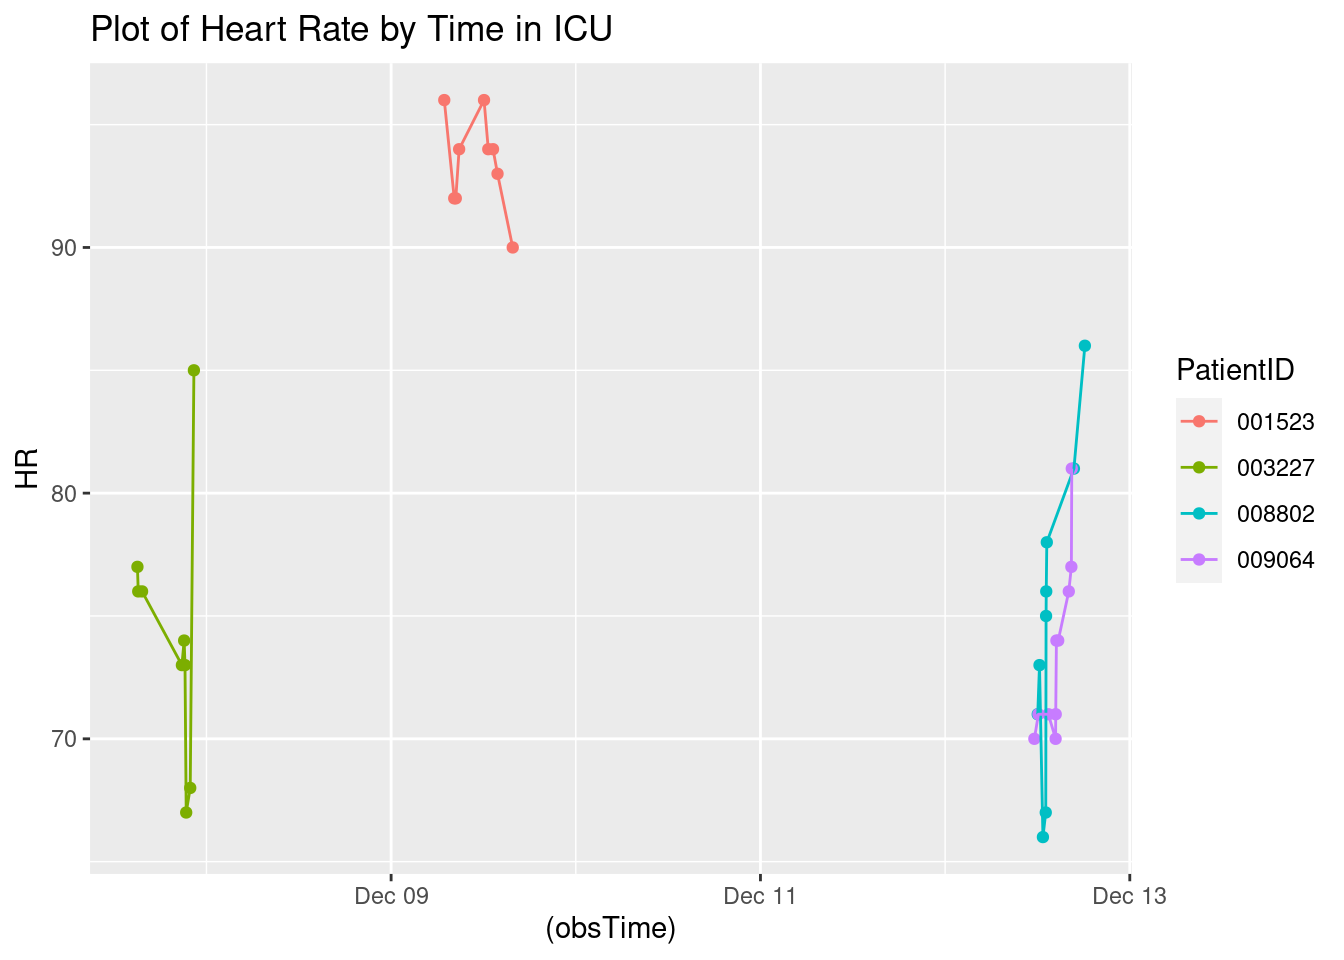 Plot of Heart Rate by Time in ICU
90
80
70
HR
Dec 09
Dec 11
Dec 13
(obsTime)
PatientID
001523
003227
008802
009064